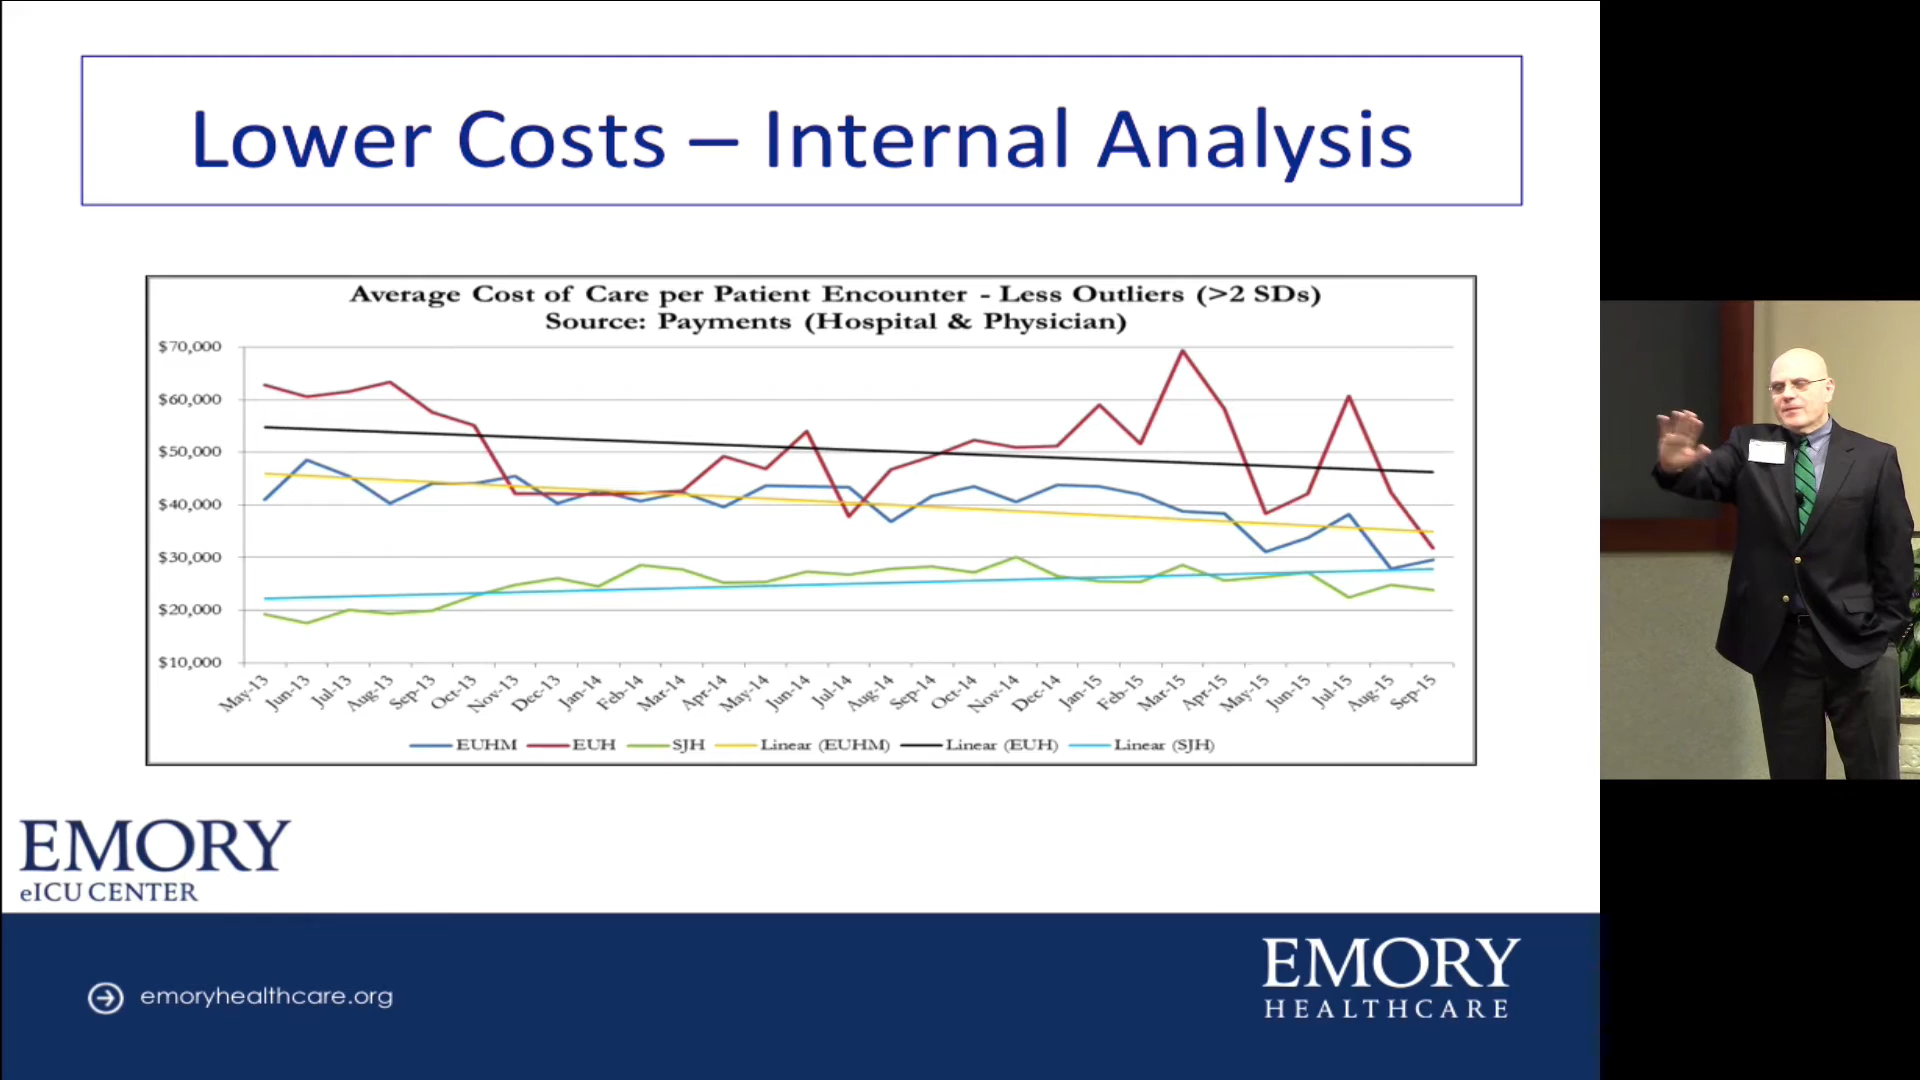 Lower Costs – Internal Analysis
Average Cost of Care per Patient Encounter - Less Outliers (>2 SDs)
Source: Payments (Hospital & Physician)
$70,000
$60,000
$50,000
$40,000
$30,000
$20,000
$10,000
May-13 Jun-13 Jul-13 Aug-13 Sep-13 Oct-13 Nov-13 Dec-13 Jan-14 Feb-14 Mar-14 Apr-14 May-14 Jun-14 Jul-14 Aug-14 Sep-14 Oct-14 Nov-14 Dec-14 Jan-15 Feb-15 Mar-15 Apr-15 May-15 Jun-15 Jul-15 Aug-15 Sep-15
EUHM EUH SJH Linear (EUHM) Linear (EUH) Linear (SJH)
EMORY
eICU CENTER
emoryhealthcare.org
EMORY
HEALTHCARE